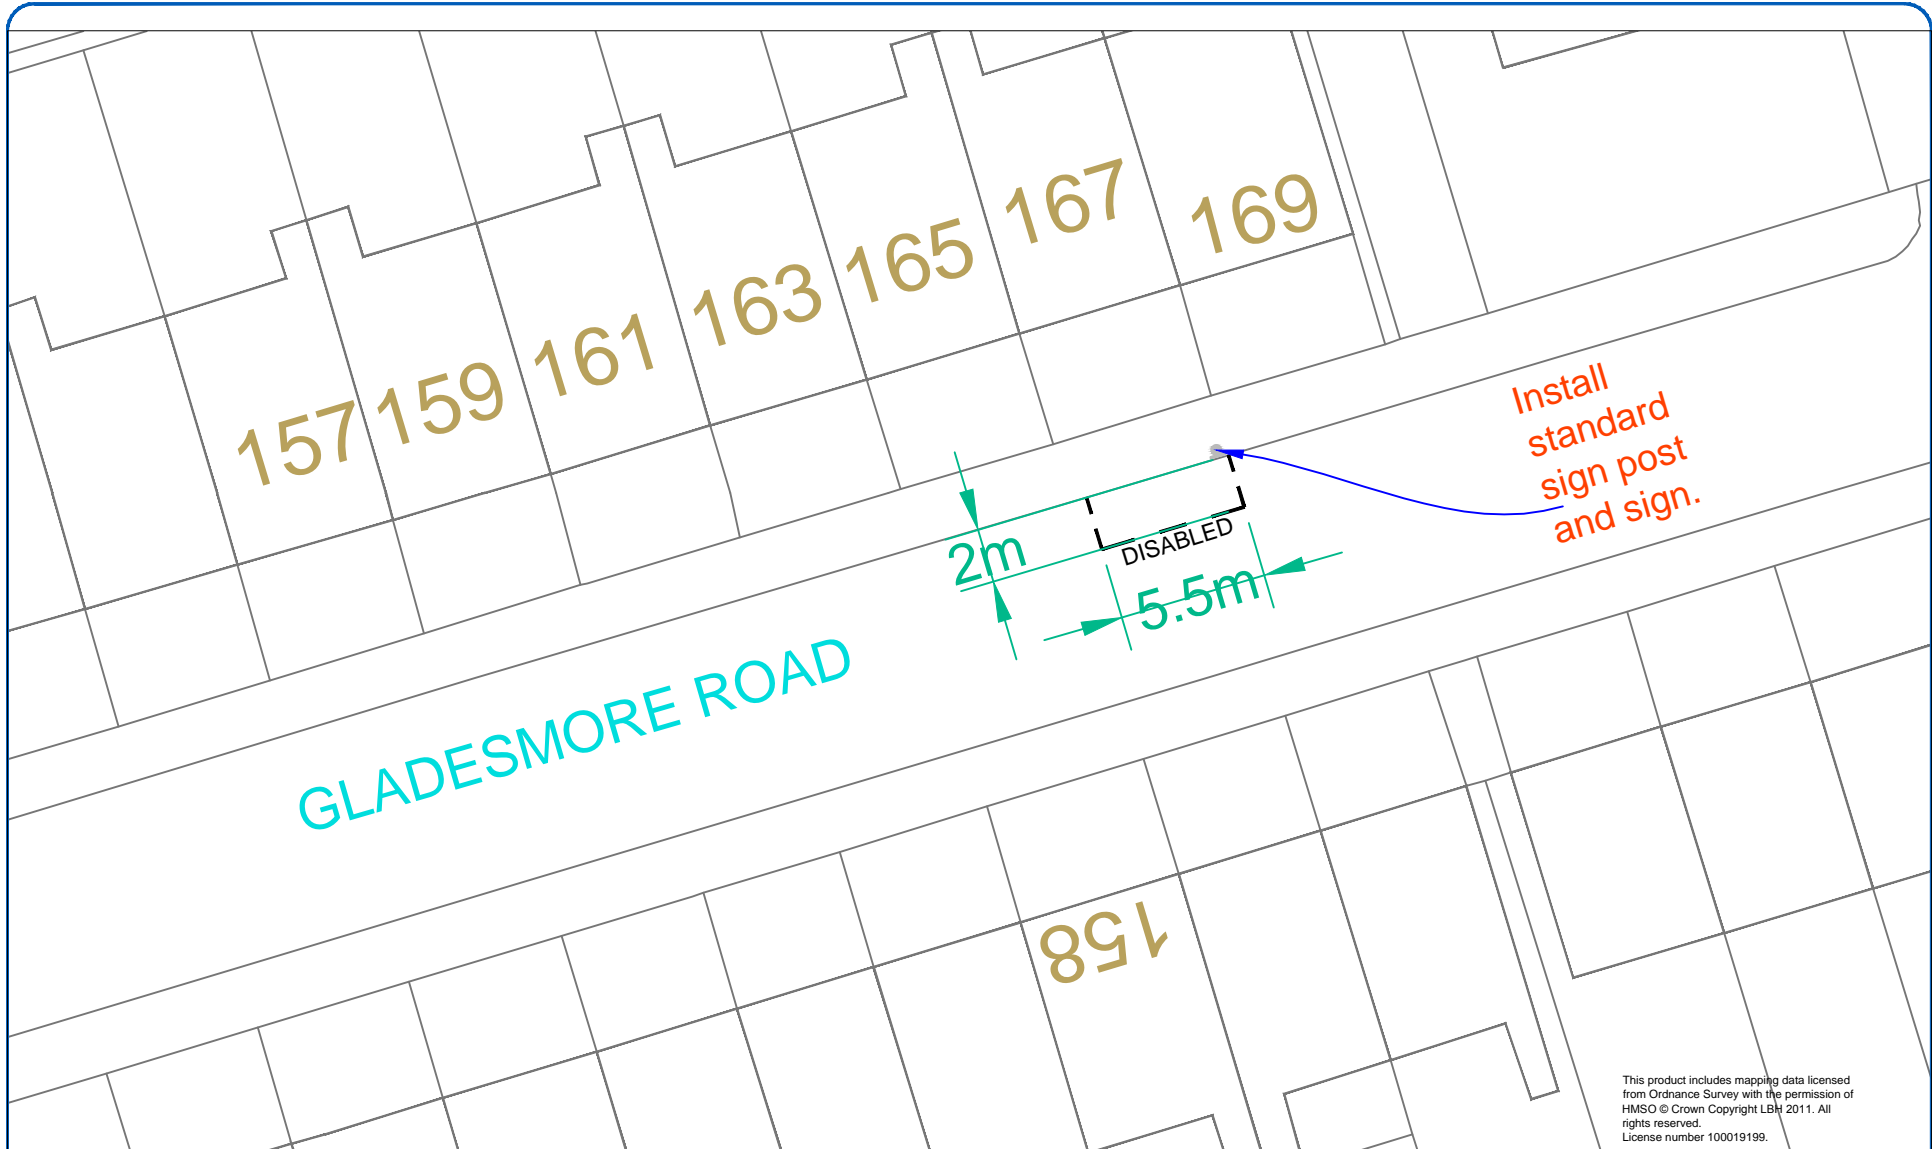 157
159
161
163
165
167
169
Install
standard
sign post
and sign.
2m
DISABLED
5.5m
GLADESMORE ROAD
158
This product includes mapping data licensed
from Ordnance Survey with the permission of
HMSO © Crown Copyright LBH 2011. All
rights reserved.
License number 100019199.